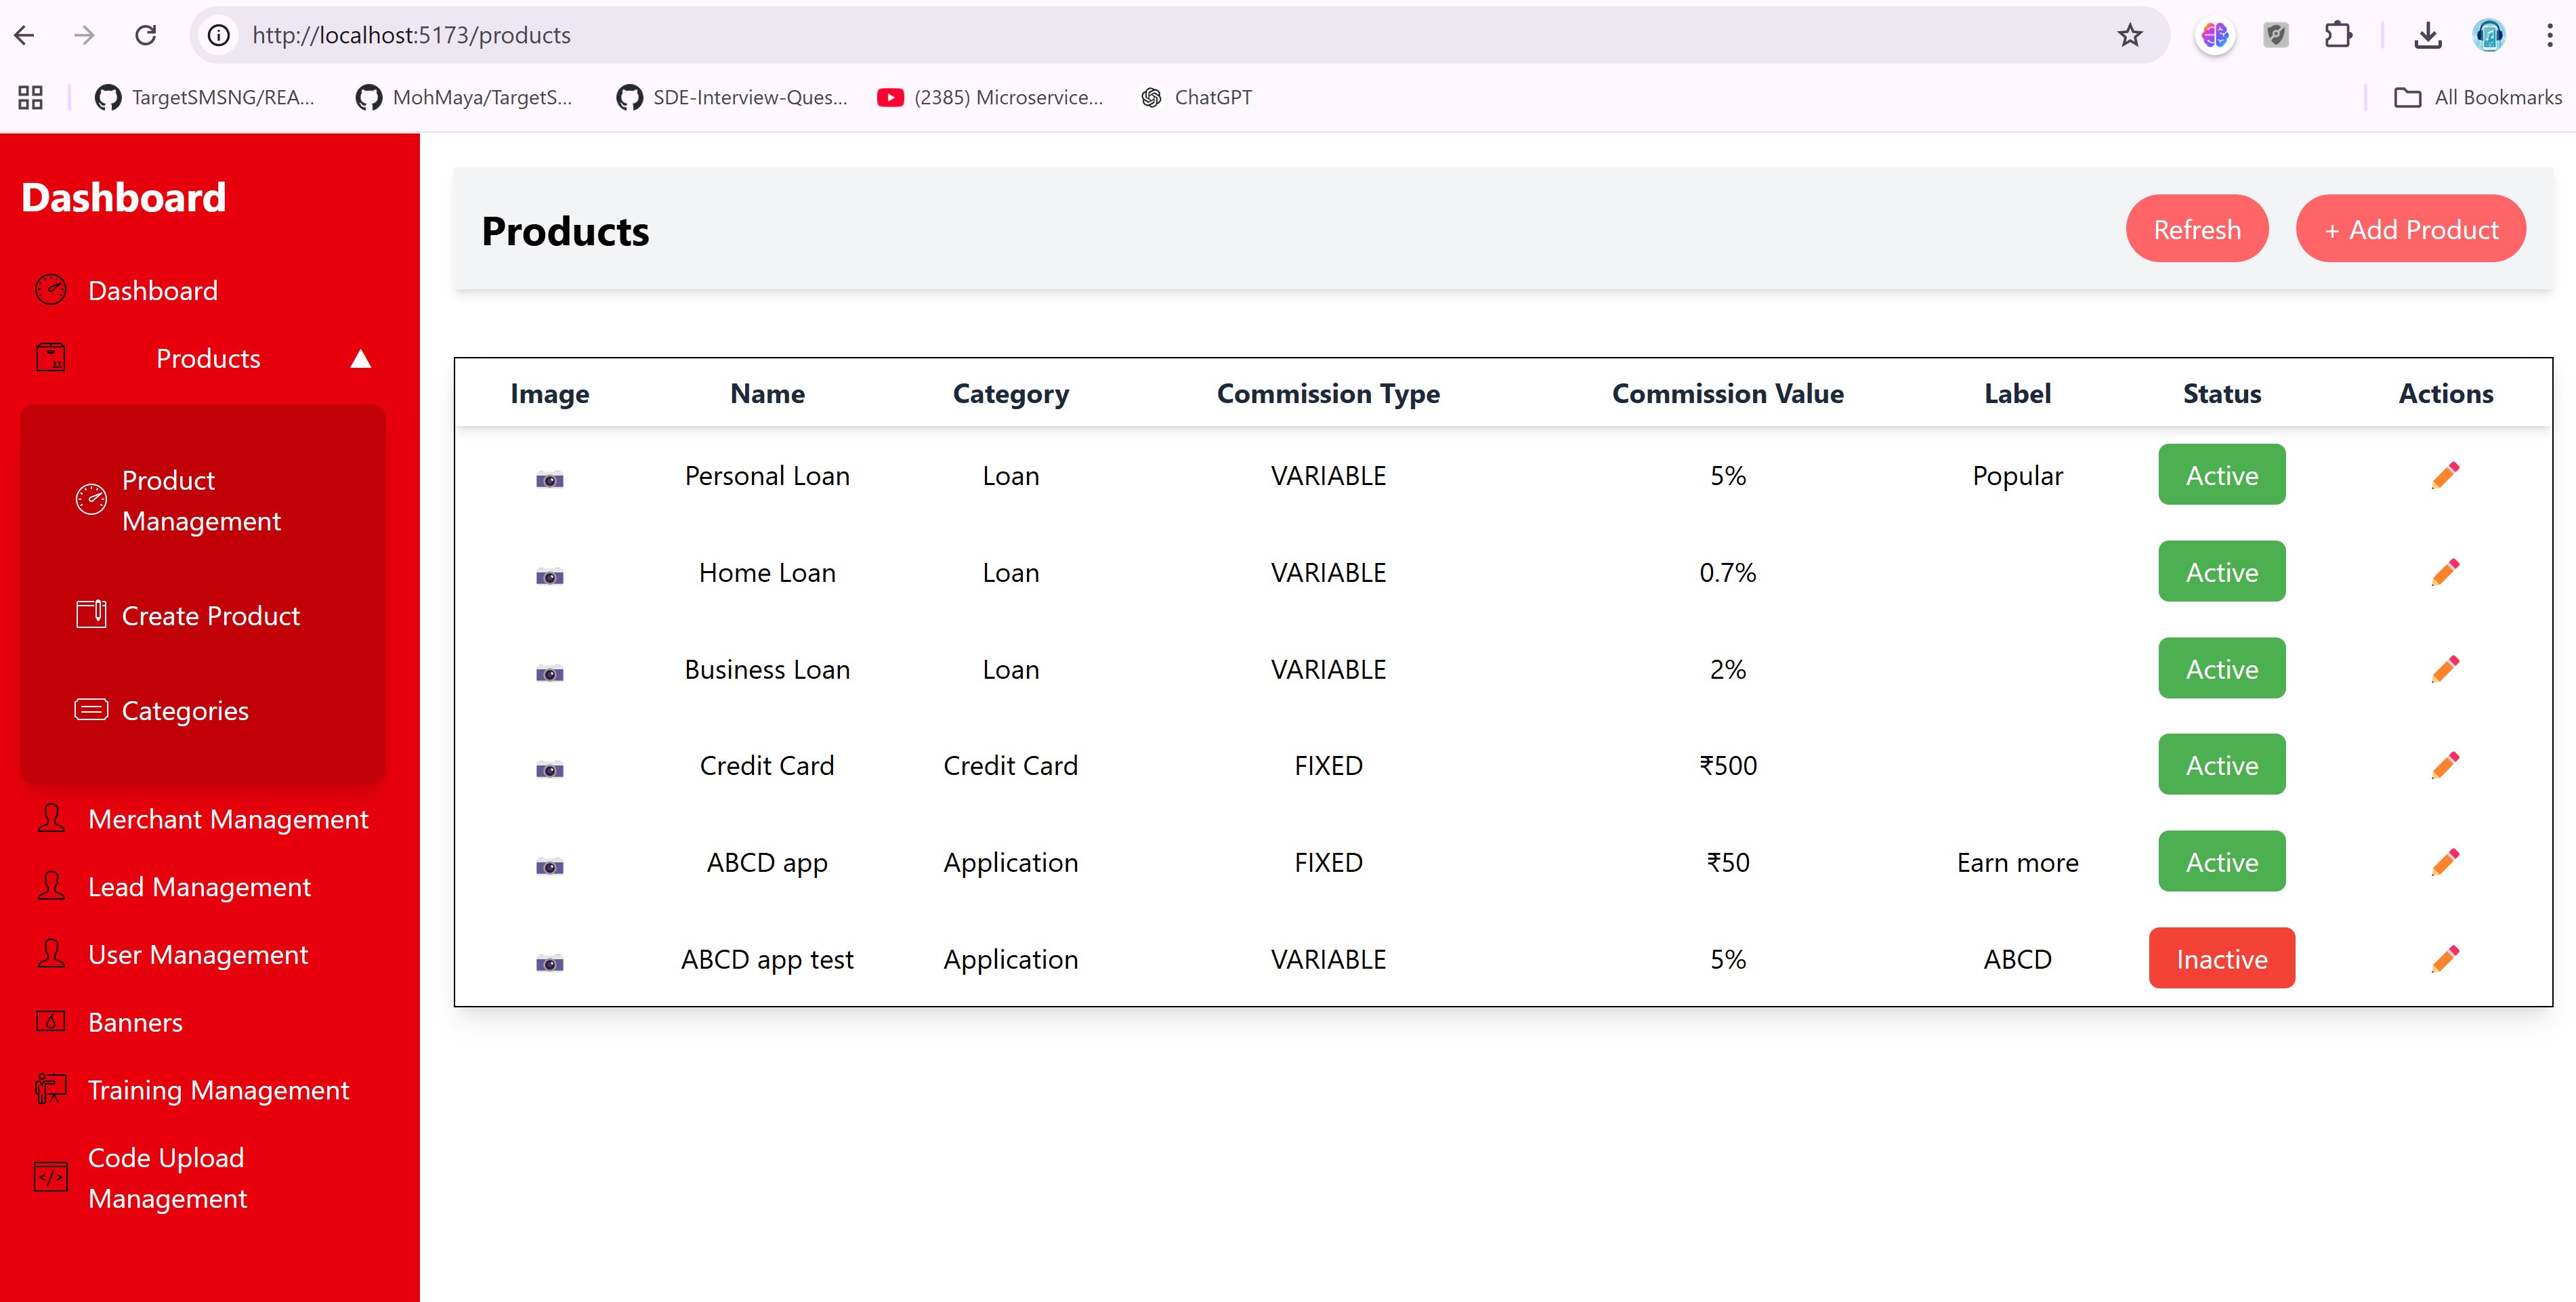 http://localhost:5173/products
TargetSMSNG/REA...
MohMaya/TargetS...
SDE-Interview-Ques...
(2385) Microservice...
ChatGPT
All Bookmarks
Dashboard
Dashboard
Products ▲
Product
Management
Create Product
Categories
Merchant Management
Lead Management
User Management
Banners
Training Management
Code Upload
Management
Products
Refresh
+ Add Product
Image Name Category Commission Type Commission Value Label Status Actions
Personal Loan Loan VARIABLE 5% Popular Active
Home Loan Loan VARIABLE 0.7% Active
Business Loan Loan VARIABLE 2% Active
Credit Card Credit Card FIXED ₹500 Active
ABCD app Application FIXED ₹50 Earn more Active
ABCD app test Application VARIABLE 5% ABCD Inactive